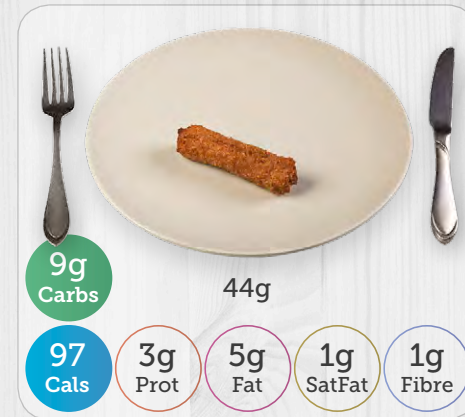 9g
Carbs
44g
97
Cals
3g
Prot
5g
Fat
1g
SatFat
1g
Fibre